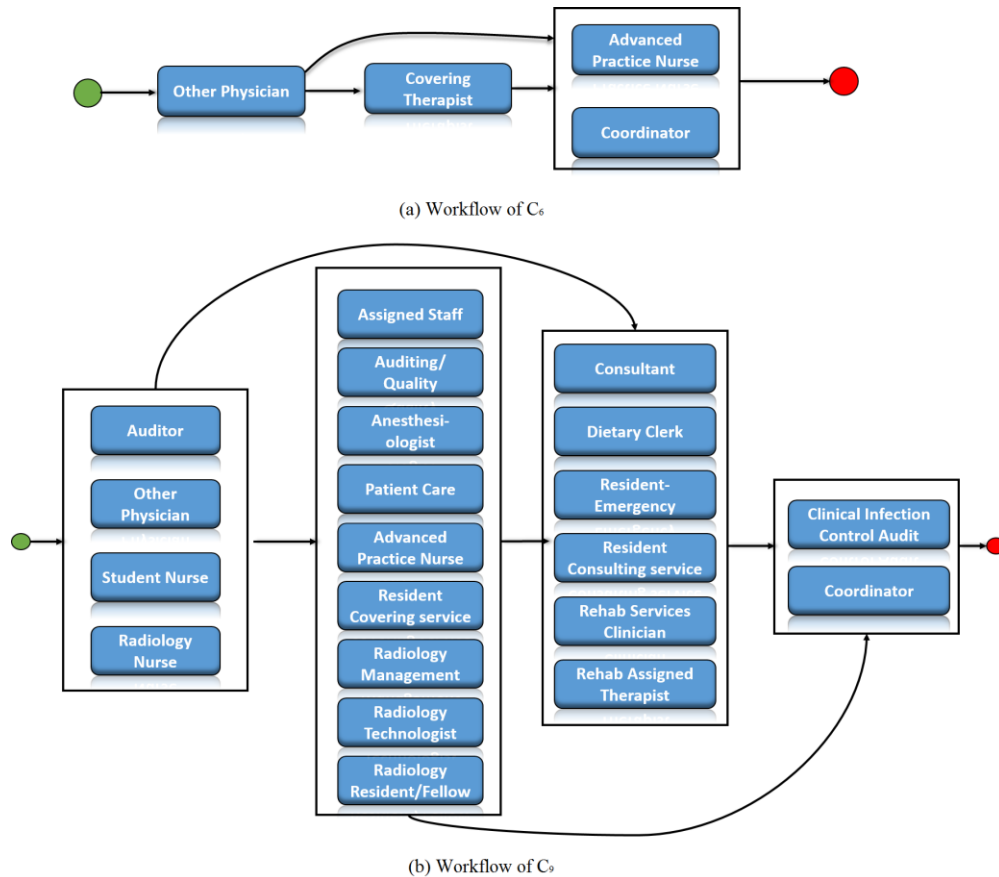 Other Physician
Covering
Therapist
Advanced
Practice Nurse
Coordinator
(a) Workflow of C₆
Auditor
Other
Physician
Student Nurse
Radiology
Nurse
Assigned Staff
Auditing/
Quality
Anesthesi-
ologist
Patient Care
Advanced
Practice Nurse
Resident
Covering service
Radiology
Management
Radiology
Technologist
Radiology
Resident/Fellow
Consultant
Dietary Clerk
Resident-
Emergency
Resident
Consulting service
Rehab Services
Clinician
Rehab Assigned
Therapist
Clinical Infection
Control Audit
Coordinator
(b) Workflow of C₉